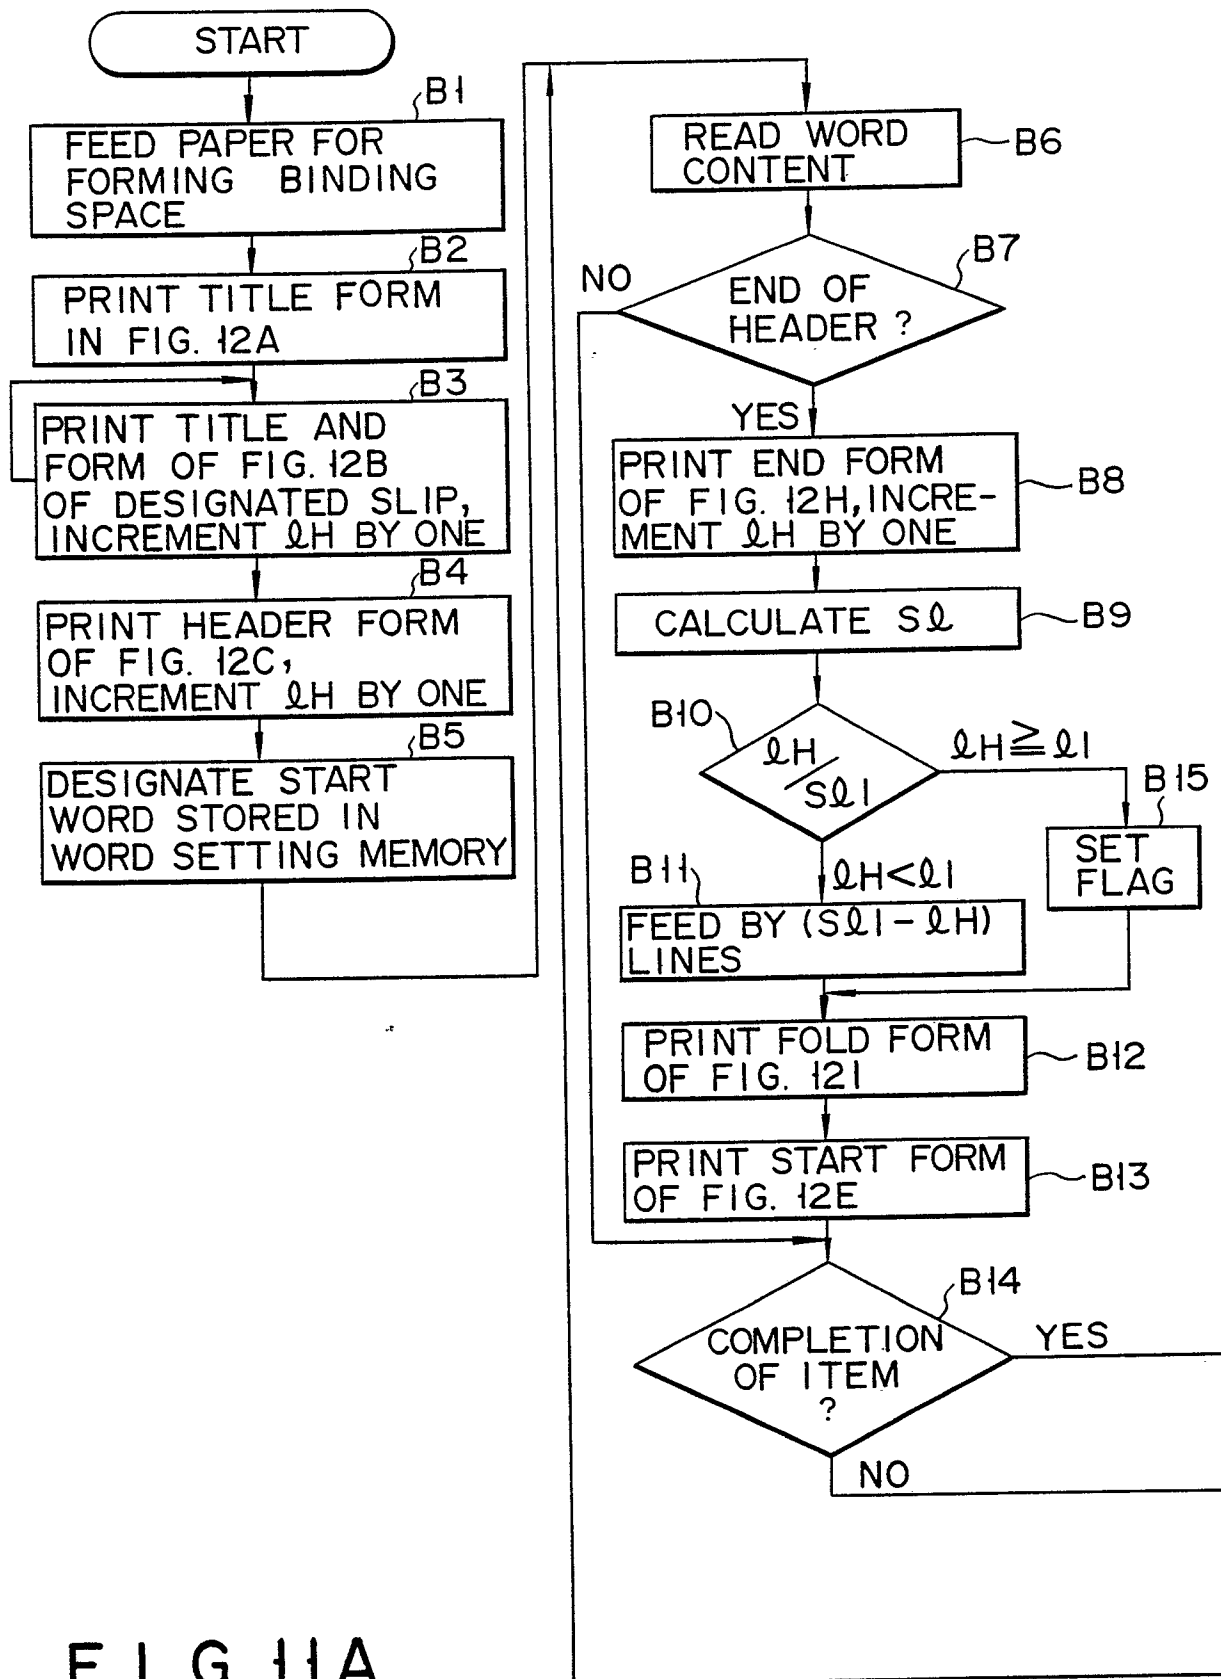 START
B1
FEED PAPER FOR
FORMING BINDING
SPACE
B2
PRINT TITLE FORM
IN FIG. 12A
B3
PRINT TITLE AND
FORM OF FIG. 12B
OF DESIGNATED SLIP,
INCREMENT ℓH BY ONE
B4
PRINT HEADER FORM
OF FIG. 12C,
INCREMENT ℓH BY ONE
B5
DESIGNATE START
WORD STORED IN
WORD SETTING MEMORY
READ WORD
CONTENT
B6
B7
NO
END OF
HEADER ?
YES
PRINT END FORM
OF FIG. 12H, INCRE-
MENT ℓH BY ONE
B8
CALCULATE Sℓ
B9
B10
ℓH
Sℓ1
ℓH≧ℓ1
B15
SET
FLAG
B11
ℓH<ℓ1
FEED BY (Sℓ1-ℓH)
LINES
PRINT FOLD FORM
OF FIG. 12I
B12
PRINT START FORM
OF FIG. 12E
B13
B14
COMPLETION
OF ITEM
?
YES
NO
FIG. 11A